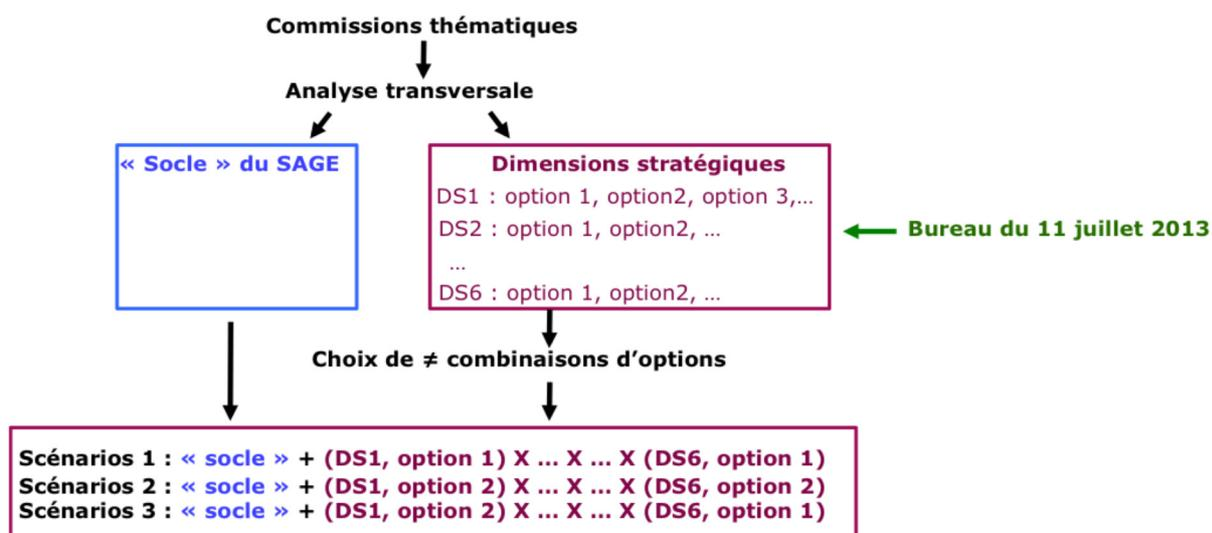 Commissions thématiques
Analyse transversale
« Socle » du SAGE
Dimensions stratégiques
DS1 : option 1, option2, option 3,...
DS2 : option 1, option2, ...
...
DS6 : option 1, option2, ...
Bureau du 11 juillet 2013
Choix de ≠ combinaisons d’options
Scénarios 1 : « socle » + (DS1, option 1) X ... X ... X (DS6, option 1)
Scénarios 2 : « socle » + (DS1, option 2) X ... X ... X (DS6, option 2)
Scénarios 3 : « socle » + (DS1, option 2) X ... X ... X (DS6, option 1)